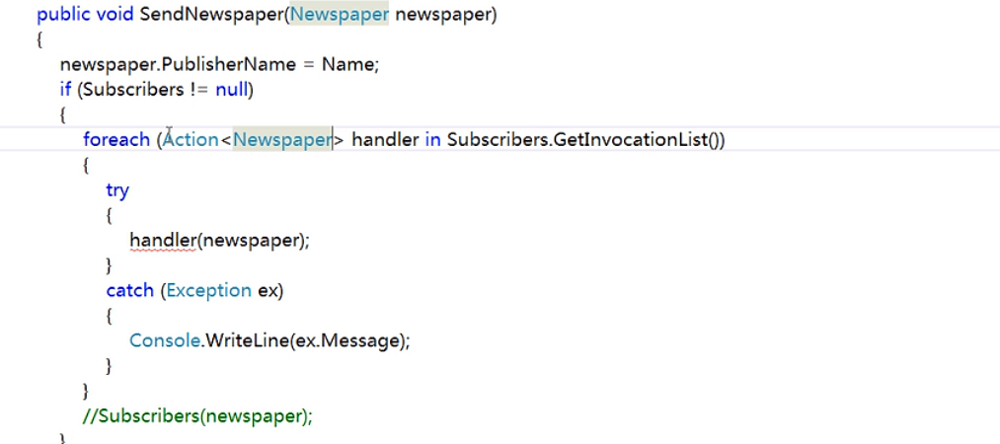 public void SendNewspaper(Newspaper newspaper)
{
newspaper.PublisherName = Name;
if (Subscribers != null)
{
foreach (Action<Newspaper> handler in Subscribers.GetInvocationList())
{
try
{
handler(newspaper);
}
catch (Exception ex)
{
Console.WriteLine(ex.Message);
}
}
//Subscribers(newspaper);
}